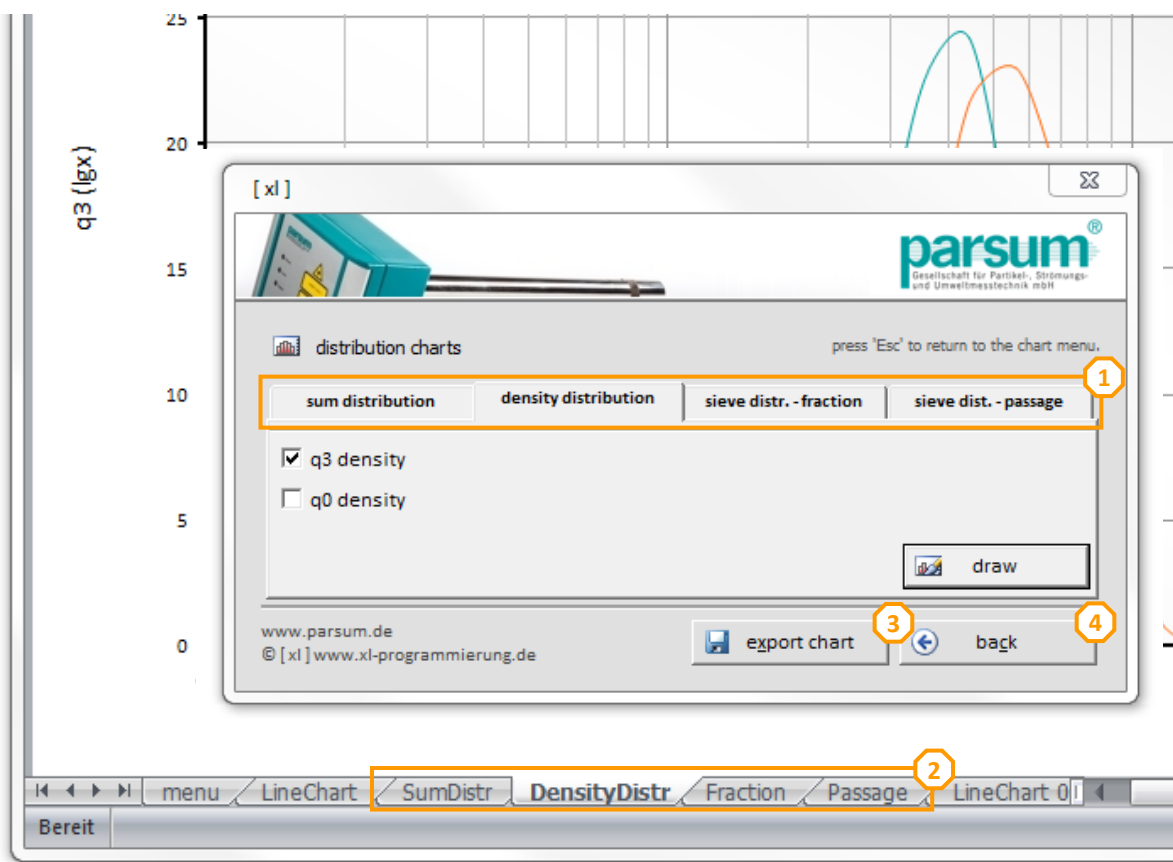 25
20
q3 (lgx)
15
10
5
0
[ xl ]
parsum®
Gesellschaft für Partikel-, Strömungs-
und Umweltmesstechnik mbH
distribution charts
press 'Esc' to return to the chart menu.
1
sum distribution
density distribution
sieve distr. - fraction
sieve dist. - passage
q3 density
q0 density
draw
www.parsum.de
© [ xl ] www.xl-programmierung.de
3
export chart
4
back
2
menu
LineChart
SumDistr
DensityDistr
Fraction
Passage
LineChart 0
Bereit